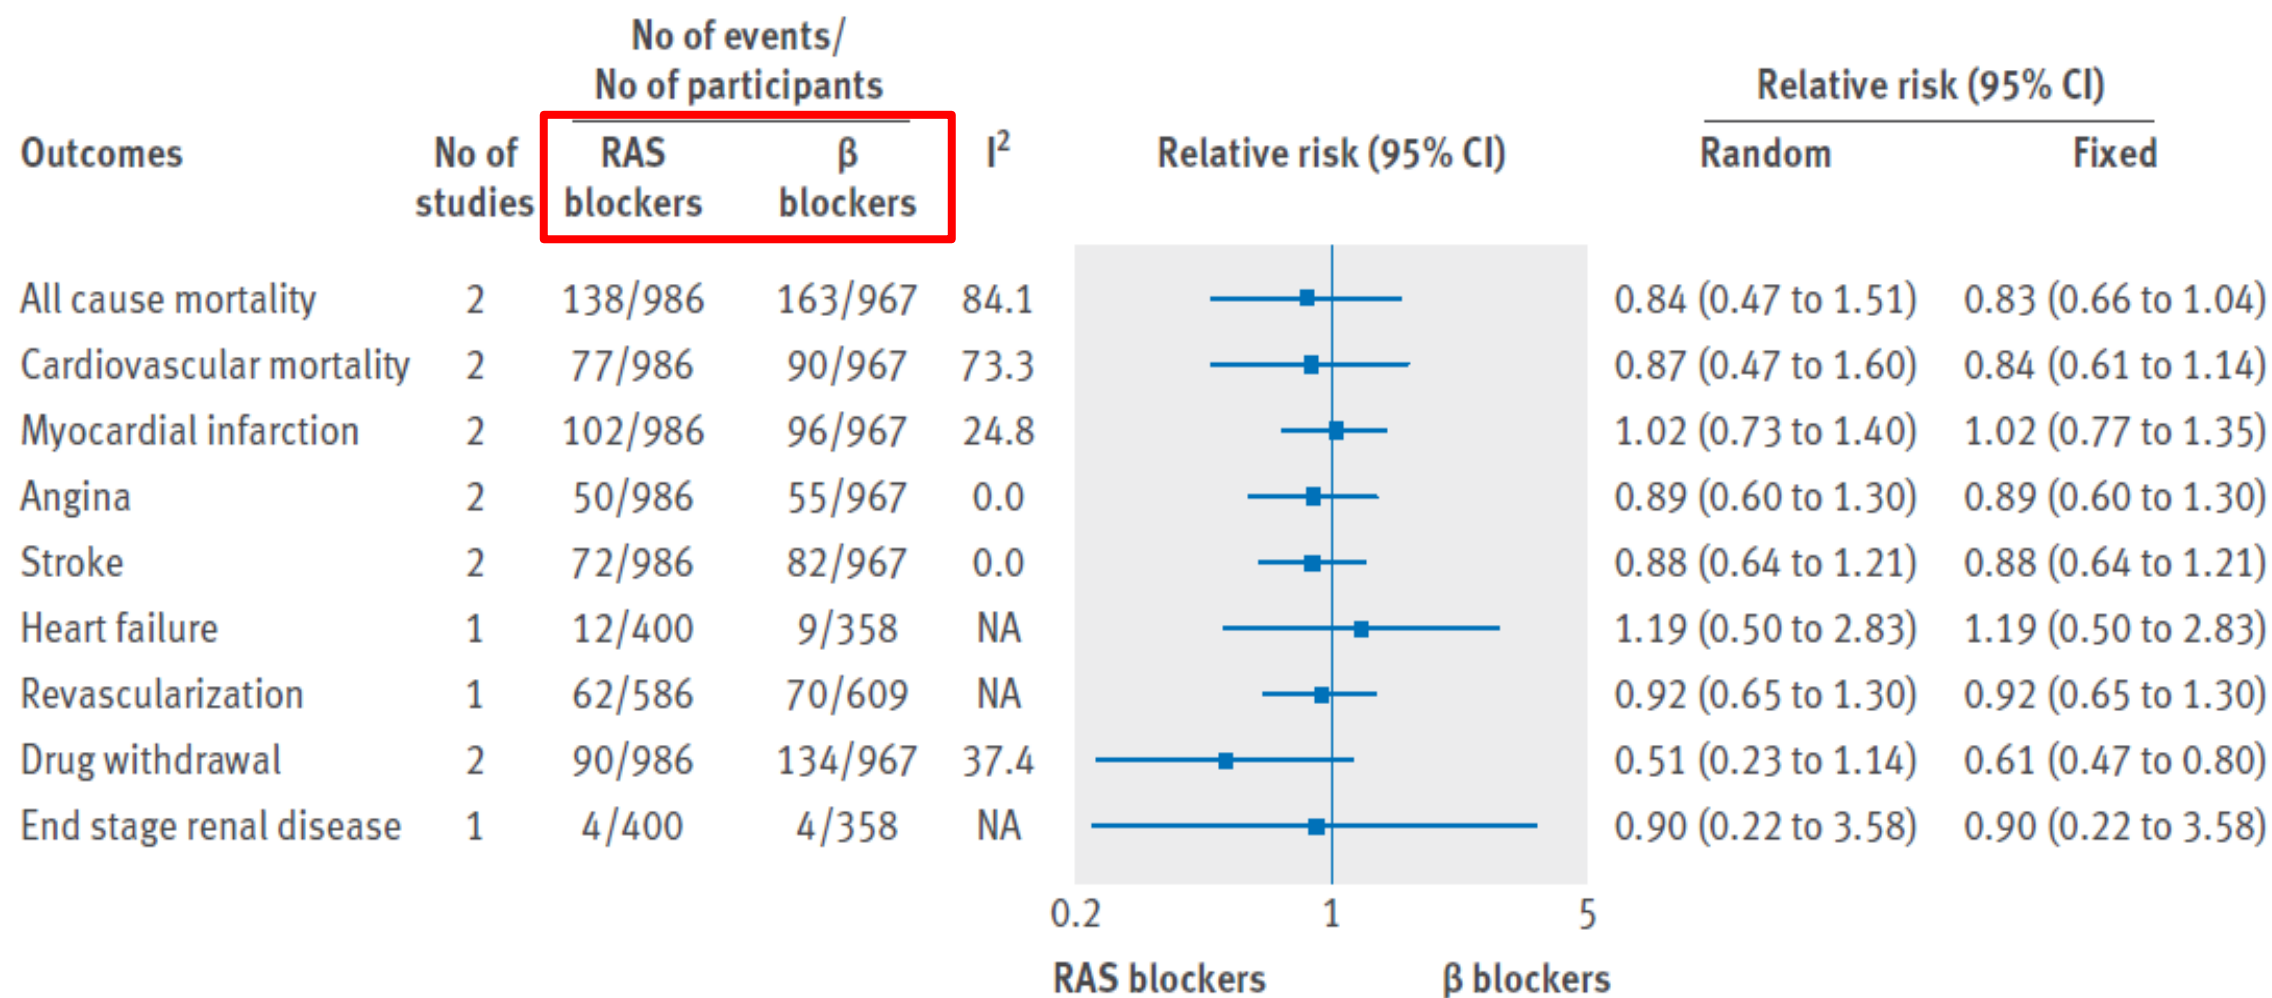 No of events/
No of participants
Relative risk (95% CI)
Outcomes No of studies RAS blockers β blockers I² Relative risk (95% CI) Random Fixed
All cause mortality 2 138/986 163/967 84.1 0.84 (0.47 to 1.51) 0.83 (0.66 to 1.04)
Cardiovascular mortality 2 77/986 90/967 73.3 0.87 (0.47 to 1.60) 0.84 (0.61 to 1.14)
Myocardial infarction 2 102/986 96/967 24.8 1.02 (0.73 to 1.40) 1.02 (0.77 to 1.35)
Angina 2 50/986 55/967 0.0 0.89 (0.60 to 1.30) 0.89 (0.60 to 1.30)
Stroke 2 72/986 82/967 0.0 0.88 (0.64 to 1.21) 0.88 (0.64 to 1.21)
Heart failure 1 12/400 9/358 NA 1.19 (0.50 to 2.83) 1.19 (0.50 to 2.83)
Revascularization 1 62/586 70/609 NA 0.92 (0.65 to 1.30) 0.92 (0.65 to 1.30)
Drug withdrawal 2 90/986 134/967 37.4 0.51 (0.23 to 1.14) 0.61 (0.47 to 0.80)
End stage renal disease 1 4/400 4/358 NA 0.90 (0.22 to 3.58) 0.90 (0.22 to 3.58)
0.2 1 5
RAS blockers β blockers